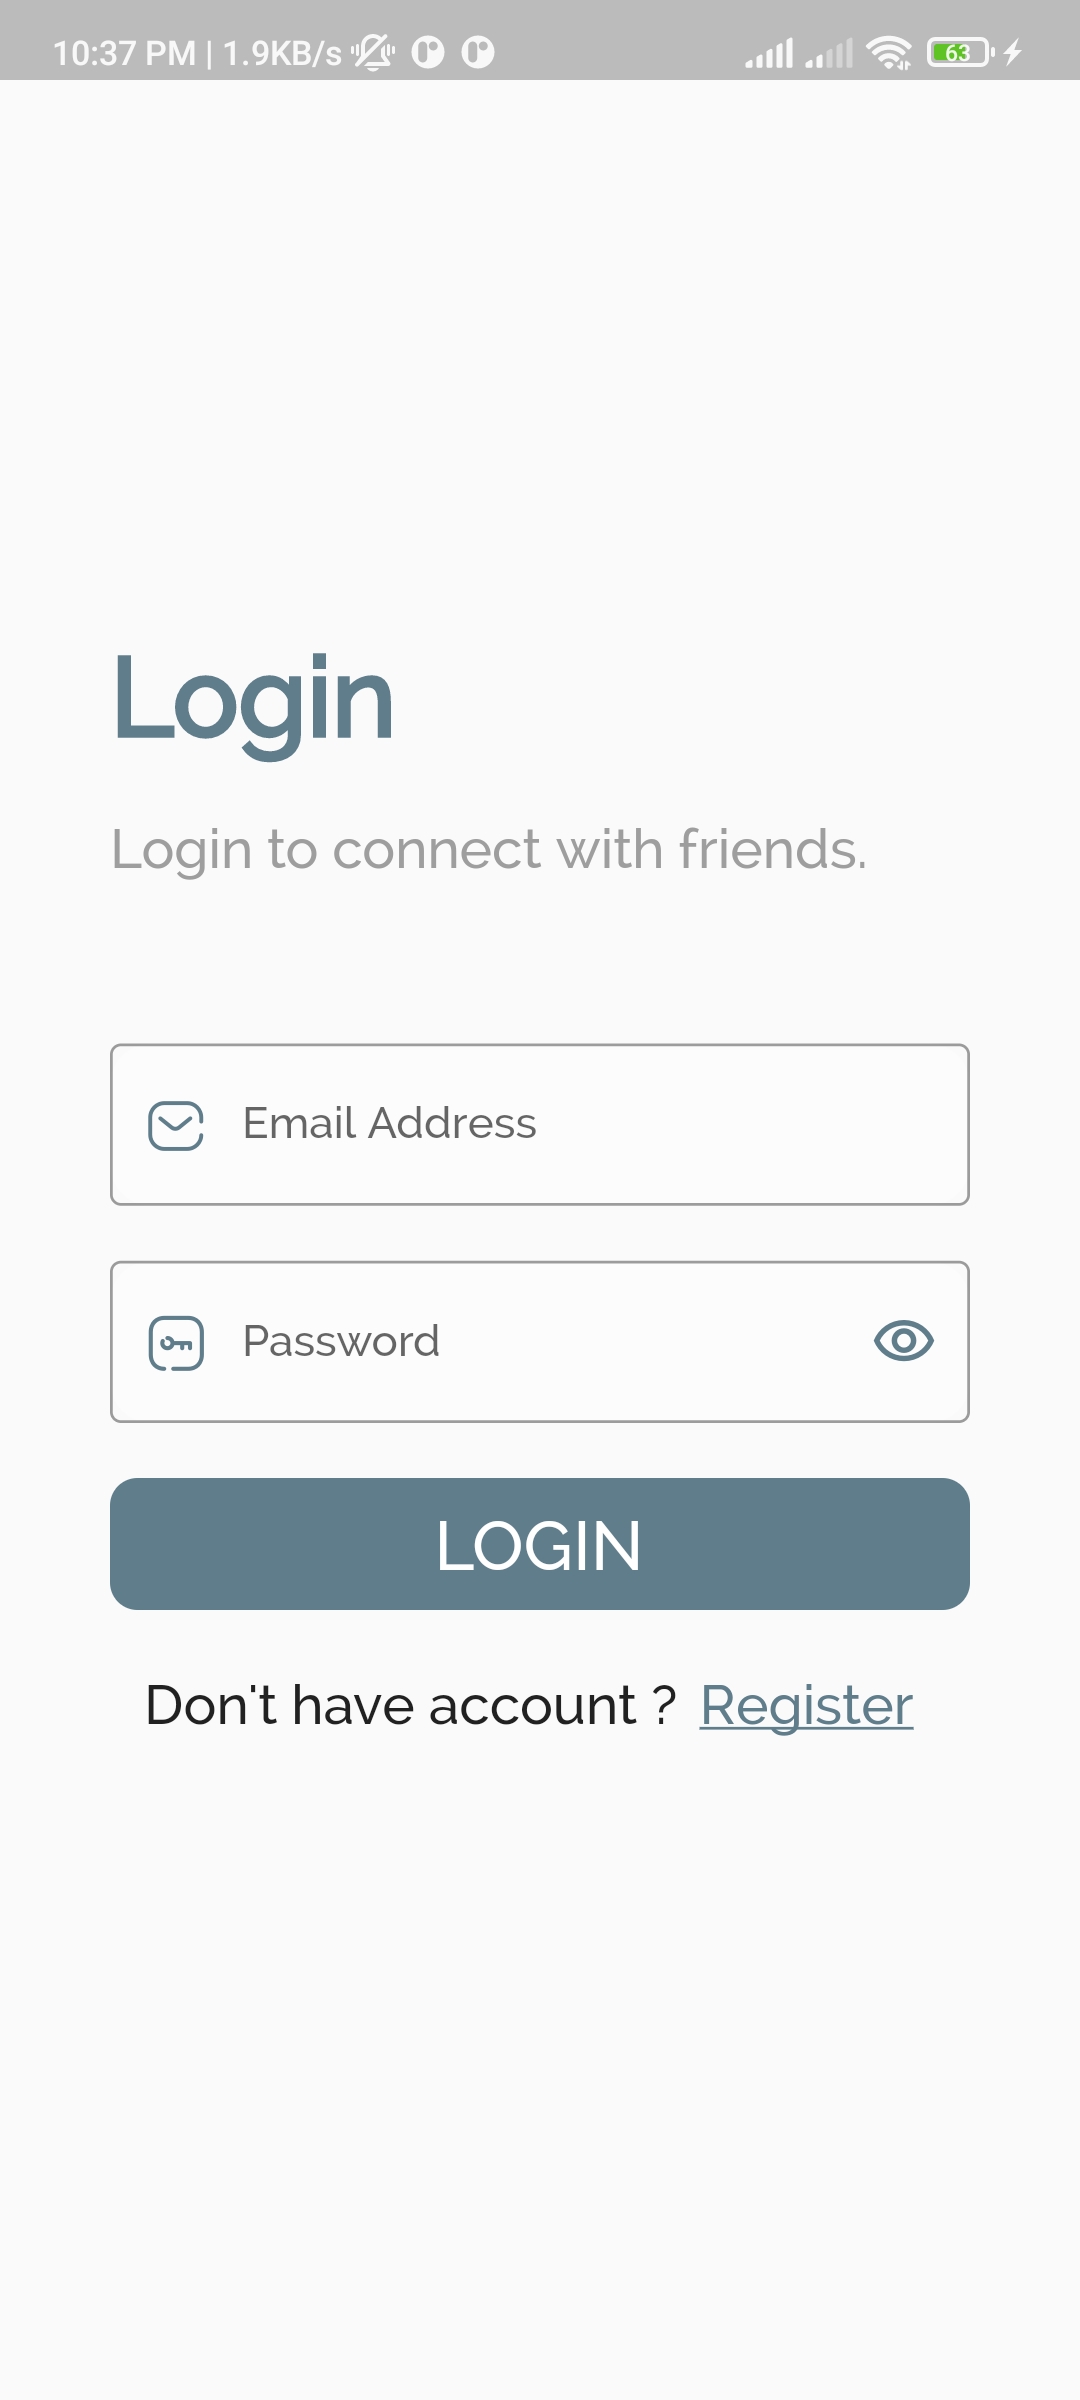 10:37 PM | 1.9KB/s 63
Login
Login to connect with friends.
Email Address
Password
LOGIN
Don't have account ? Register